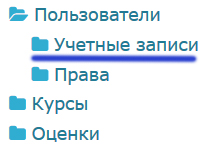 Пользователи
Учетные записи
Права
Курсы
Оценки